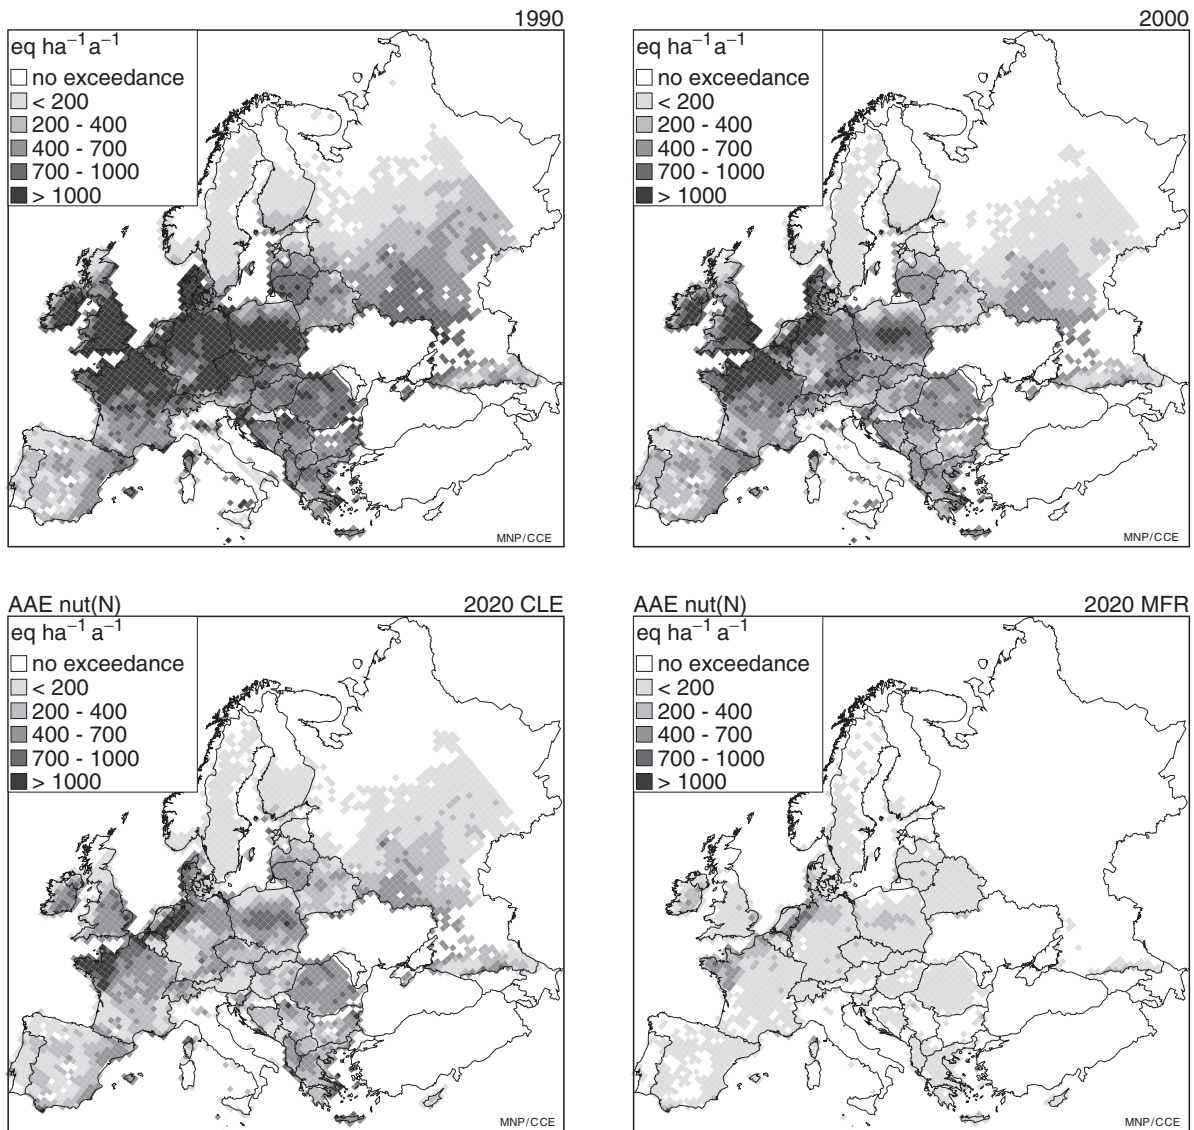 1990
eq ha⁻¹a⁻¹
no exceedance
< 200
200 - 400
400 - 700
700 - 1000
> 1000
MNP/CCE
2000
eq ha⁻¹a⁻¹
no exceedance
< 200
200 - 400
400 - 700
700 - 1000
> 1000
MNP/CCE
AAE nut(N) 2020 CLE
eq ha⁻¹ a⁻¹
no exceedance
< 200
200 - 400
400 - 700
700 - 1000
> 1000
MNP/CCE
AAE nut(N) 2020 MFR
eq ha⁻¹ a⁻¹
no exceedance
< 200
200 - 400
400 - 700
700 - 1000
> 1000
MNP/CCE